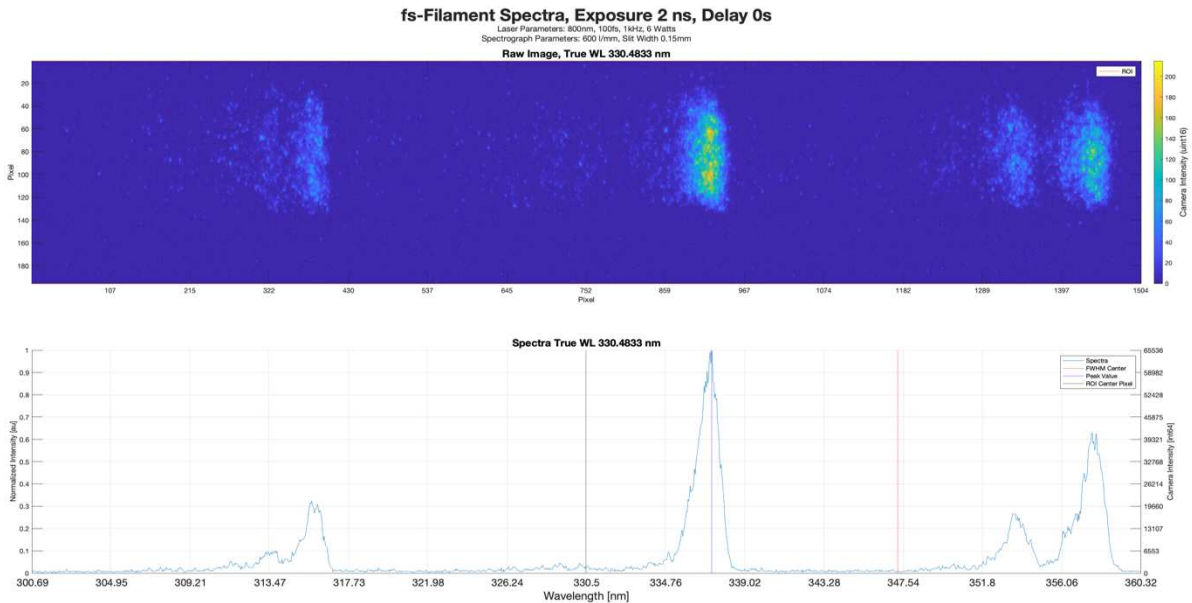 fs-Filament Spectra, Exposure 2 ns, Delay 0s
Laser Parameters: 800nm, 100fs, 1kHz, 6 Watts
Spectrograph Parameters: 600 l/mm, Slit Width 0.15mm
Raw Image, True WL 330.4833 nm
ROI
20
40
60
80
100
120
140
160
180
Pixel
107 215 322 430 537 645 752 859 967 1074 1182 1289 1397 1504
Pixel
200
180
160
140
120
100
80
60
40
20
0
Camera Intensity (uint16)
Spectra True WL 330.4833 nm
Spectra
FWHM Center
Peak Value
ROI Center Pixel
1
0.9
0.8
0.7
0.6
0.5
0.4
0.3
0.2
0.1
0
Normalized Intensity [au]
65536
58982
52428
45875
39321
32768
26214
19660
13107
6553
0
Camera Intensity [int64]
300.69 304.95 309.21 313.47 317.73 321.98 326.24 330.5 334.76 339.02 343.28 347.54 351.8 356.06 360.32
Wavelength [nm]